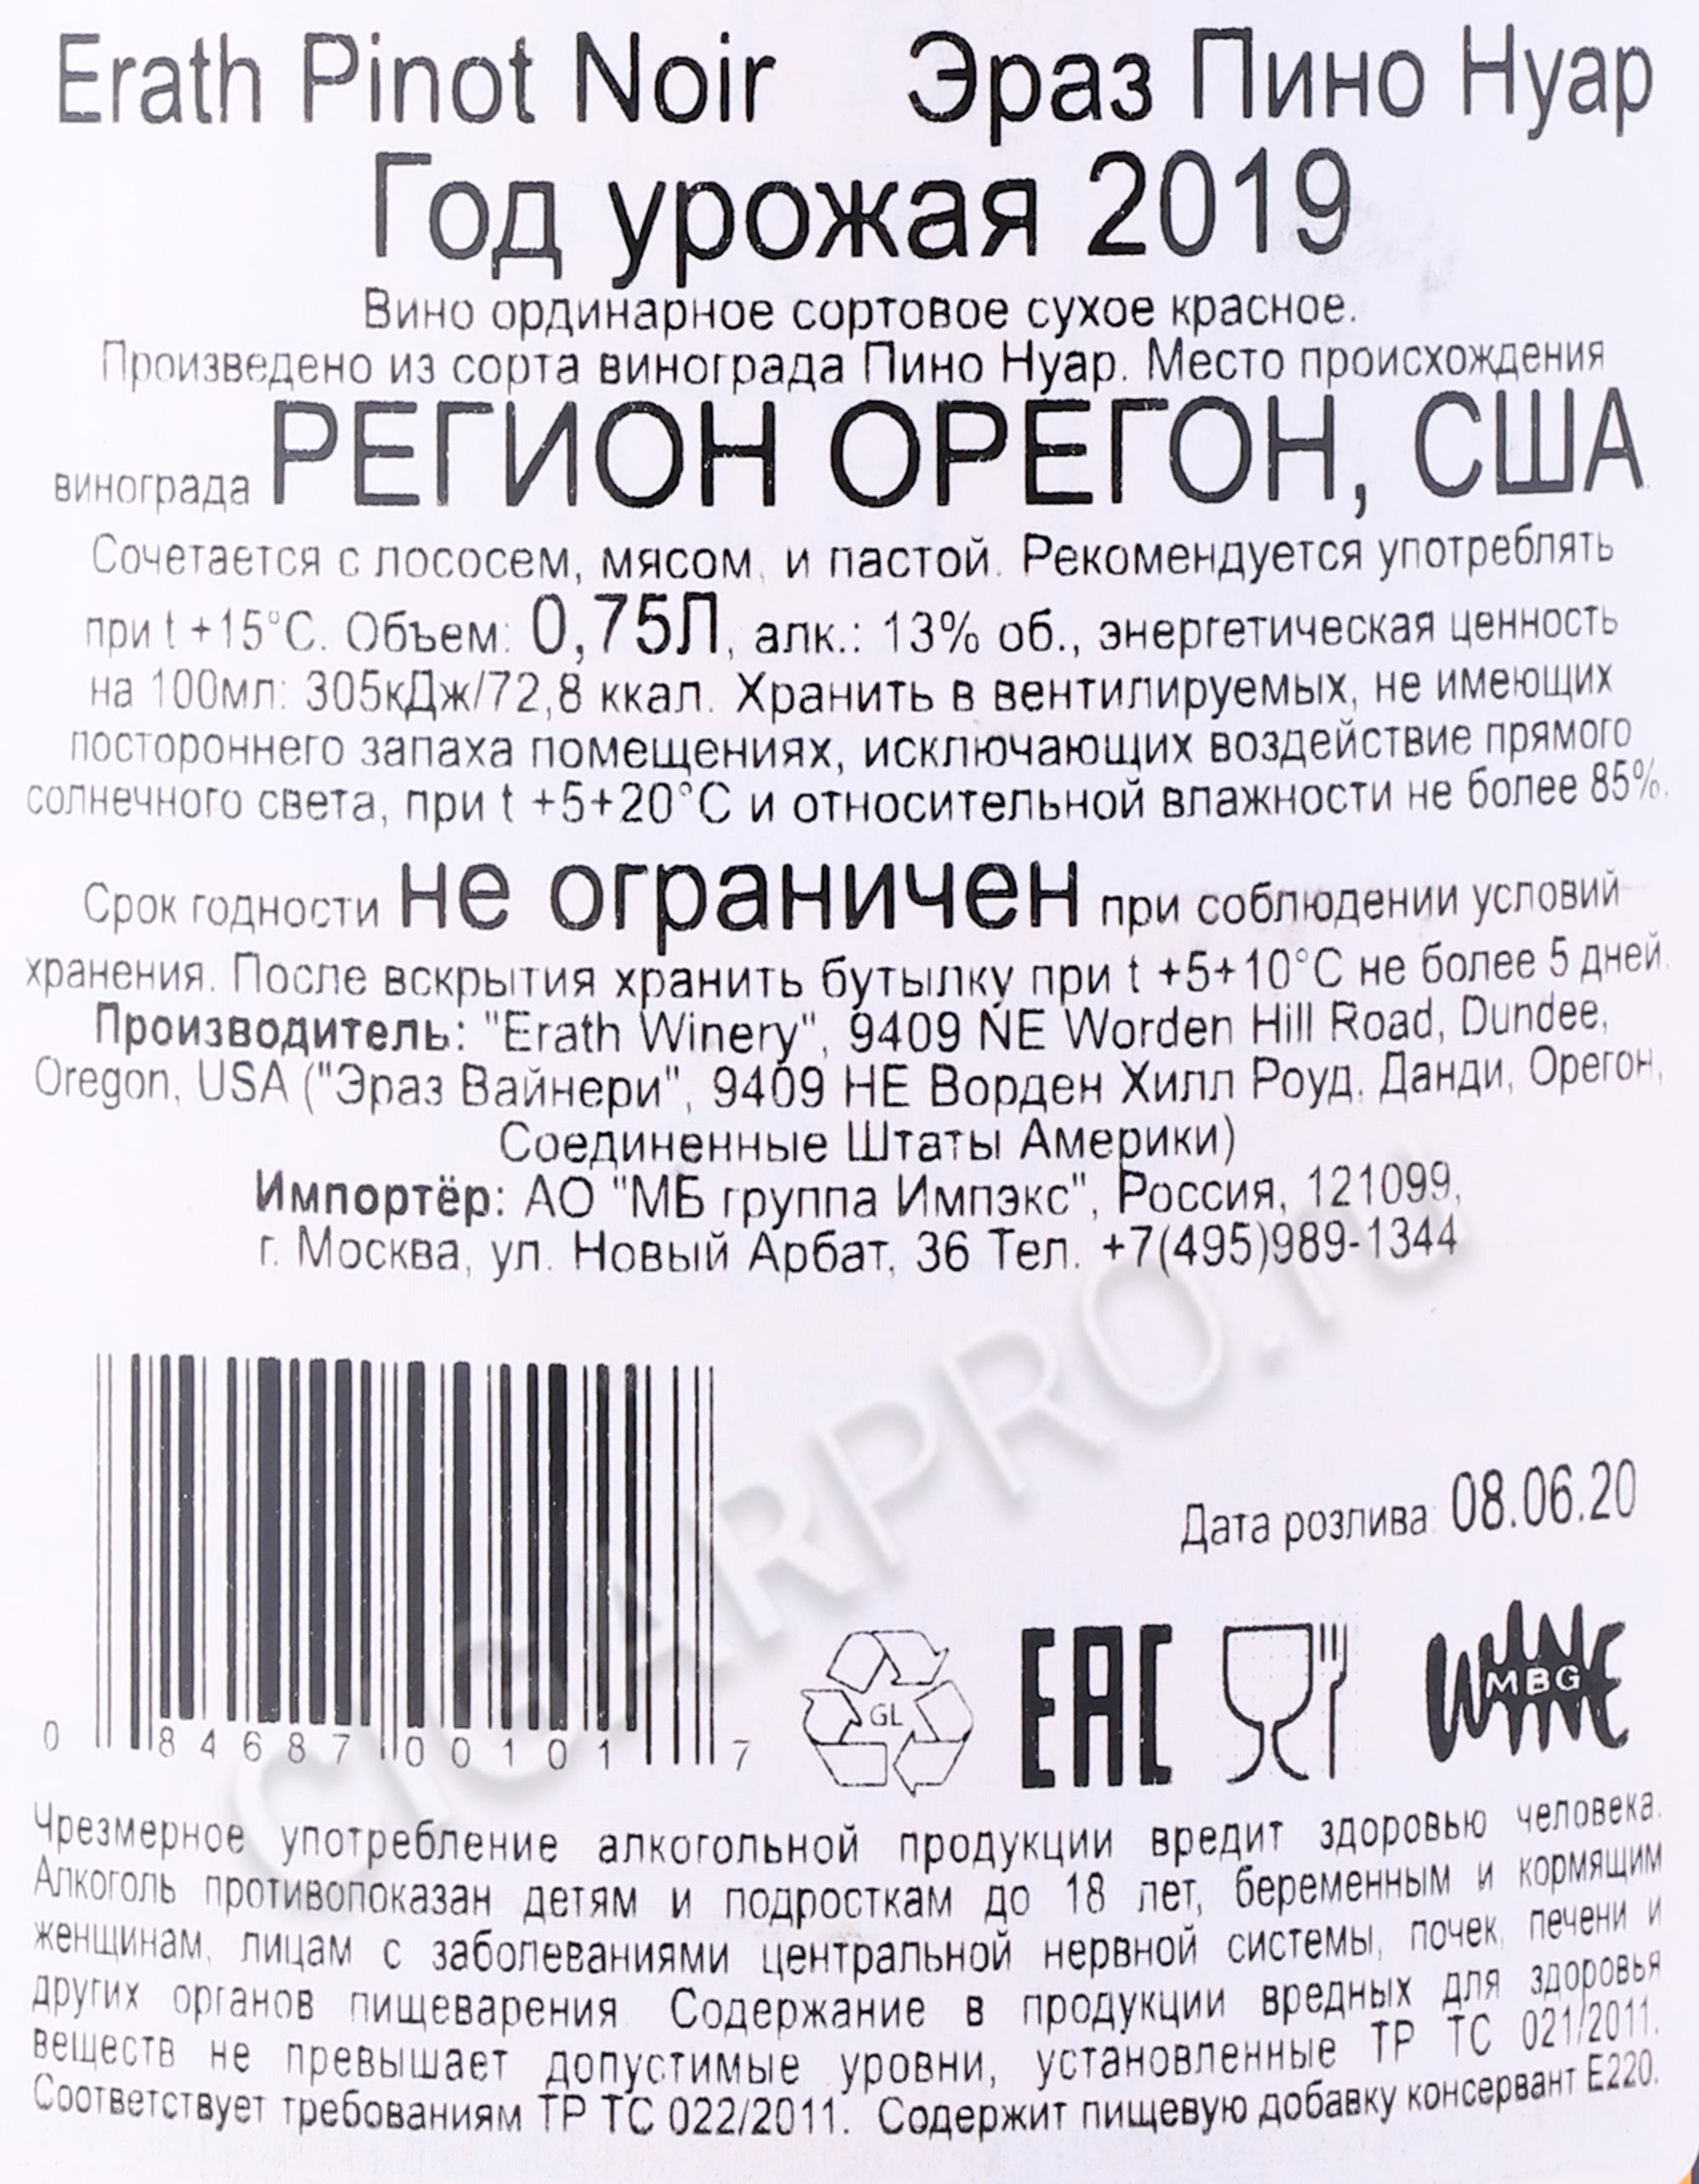 Erath Pinot Noir Эраз Пино Нуар
Год урожая 2019
Вино ординарное сортовое сухое красное.
Произведено из сорта винограда Пино Нуар. Место происхождения
винограда РЕГИОН ОРЕГОН, США.
Сочетается с лососем, мясом, и пастой. Рекомендуется употреблять
при t +15°C. Объем: 0,75Л, алк.: 13% об., энергетическая ценность
на 100мл: 305кДж/72,8 ккал. Хранить в вентилируемых, не имеющих
постороннего запаха помещениях, исключающих воздействие прямого
солнечного света, при t +5+20°C и относительной влажности не более 85%.
Срок годности не ограничен при соблюдении условий
хранения. После вскрытия хранить бутылку при t +5+10°C не более 5 дней.
Производитель: "Erath Winery", 9409 NE Worden Hill Road, Dundee,
Oregon, USA ("Эраз Вайнери", 9409 НЕ Ворден Хилл Роуд, Данди, Орегон,
Соединенные Штаты Америки)
Импортёр: АО "МБ группа Импэкс", Россия, 121099,
г. Москва, ул. Новый Арбат, 36 Тел. +7(495)989-1344
CIGARPRO.ru
Дата розлива: 08.06.20
0 84687 00101 7
GL
EAC
WINE
MBG
Чрезмерное употребление алкогольной продукции вредит здоровью человека.
Алкоголь противопоказан детям и подросткам до 18 лет, беременным и кормящим
женщинам, лицам с заболеваниями центральной нервной системы, почек, печени и
других органов пищеварения. Содержание в продукции вредных для здоровья
веществ не превышает допустимые уровни, установленные ТР ТС 021/2011.
Соответствует требованиям ТР ТС 022/2011. Содержит пищевую добавку консервант Е220.